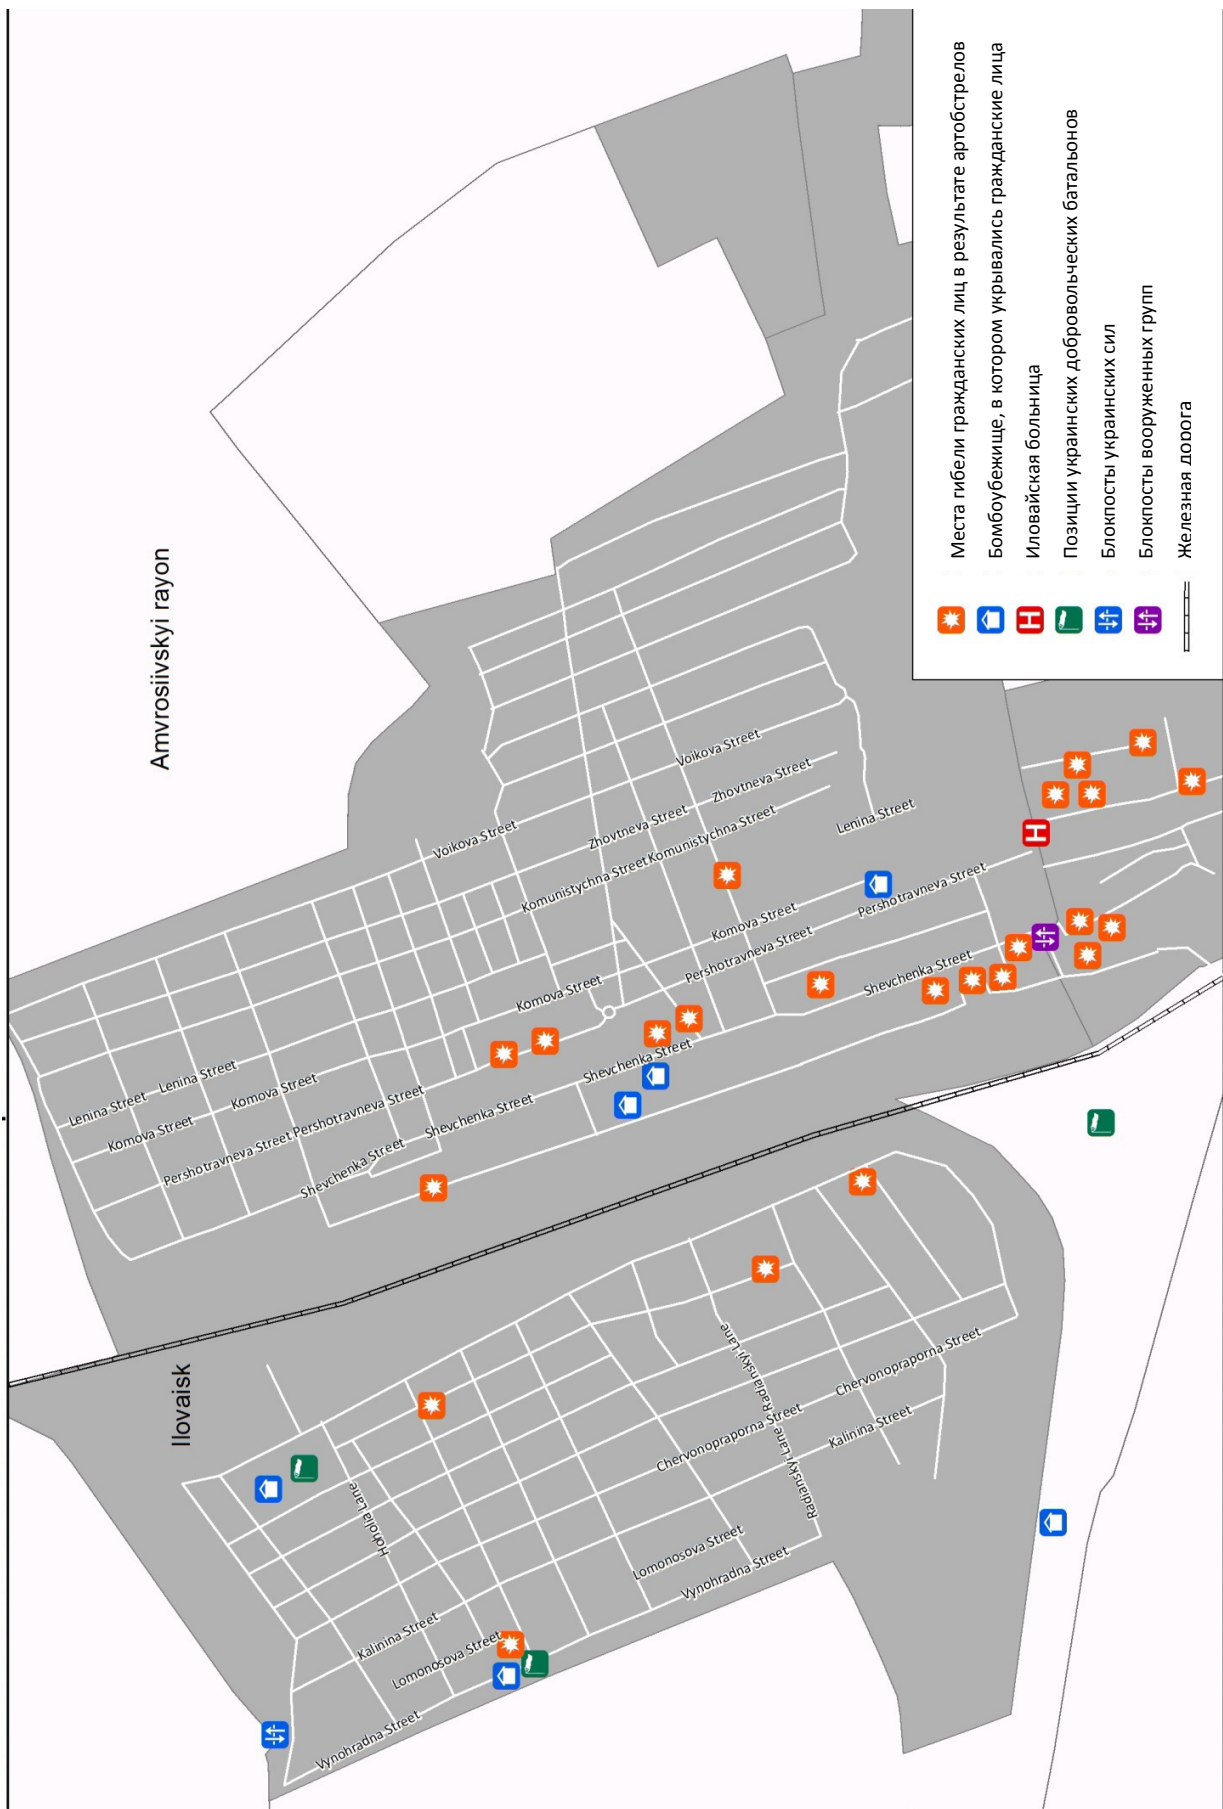 Amvrosiivskyi rayon
Ilovaisk
Lenina Street
Lenina Street
Komova Street
Komova Street
Pershotravneva Street
Pershotravneva Street
Shevchenka Street
Shevchenka Street
Shevchenka Street
Komova Street
Voikova Street
Komunistychna Street
Zhovtneva Street
Komunistychna Street
Voikova Street
Zhovtneva Street
Komova Street
Pershotravneva Street
Lenina Street
Pershotravneva Street
Shevchenka Street
Hoholia Lane
Kalinina Street
Lomonosova Street
Vynohradna Street
Radianskyi Lane
Radianskyi Lane
Chervonopraporna Street
Chervonopraporna Street
Kalinina Street
Lomonosova Street
Vynohradna Street
Места гибели гражданских лиц в результате артобстрелов
Бомбоубежище, в котором укрывались гражданские лица
H Иловайская больница
Позиции украинских добровольческих батальонов
Блокпосты украинских сил
Блокпосты вооруженных групп
Железная дорога
H